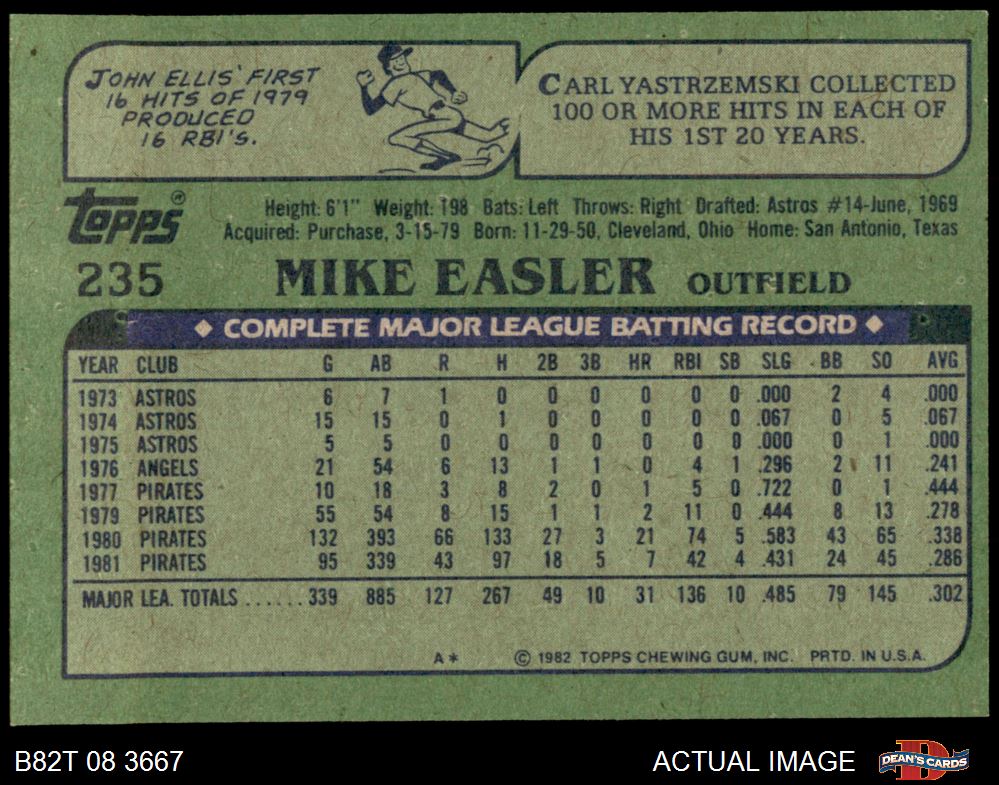 JOHN ELLIS' FIRST
16 HITS OF 1979
PRODUCED
16 RBI'S.
CARL YASTRZEMSKI COLLECTED
100 OR MORE HITS IN EACH OF
HIS 1ST 20 YEARS.
topps®
Height: 6'1" Weight: 198 Bats: Left Throws: Right Drafted: Astros #14-June, 1969
Acquired: Purchase, 3-15-79 Born: 11-29-50, Cleveland, Ohio Home: San Antonio, Texas
235 MIKE EASLER OUTFIELD
◆ COMPLETE MAJOR LEAGUE BATTING RECORD ◆
YEAR CLUB G AB R H 2B 3B HR RBI SB SLG BB SO AVG
1973 ASTROS 6 7 1 0 0 0 0 0 0 .000 2 4 .000
1974 ASTROS 15 15 0 1 0 0 0 0 0 .067 0 5 .067
1975 ASTROS 5 5 0 0 0 0 0 0 0 .000 0 1 .000
1976 ANGELS 21 54 6 13 1 1 0 4 1 .296 2 11 .241
1977 PIRATES 10 18 3 8 2 0 1 5 0 .722 0 1 .444
1979 PIRATES 55 54 8 15 1 1 2 11 0 .444 8 13 .278
1980 PIRATES 132 393 66 133 27 3 21 74 5 .583 43 65 .338
1981 PIRATES 95 339 43 97 18 5 7 42 4 .431 24 45 .286
MAJOR LEA. TOTALS ...... 339 885 127 267 49 10 31 136 10 .485 79 145 .302
A* © 1982 TOPPS CHEWING GUM, INC. PRTD. IN U.S.A.
B82T 08 3667 ACTUAL IMAGE DEAN'S CARDS